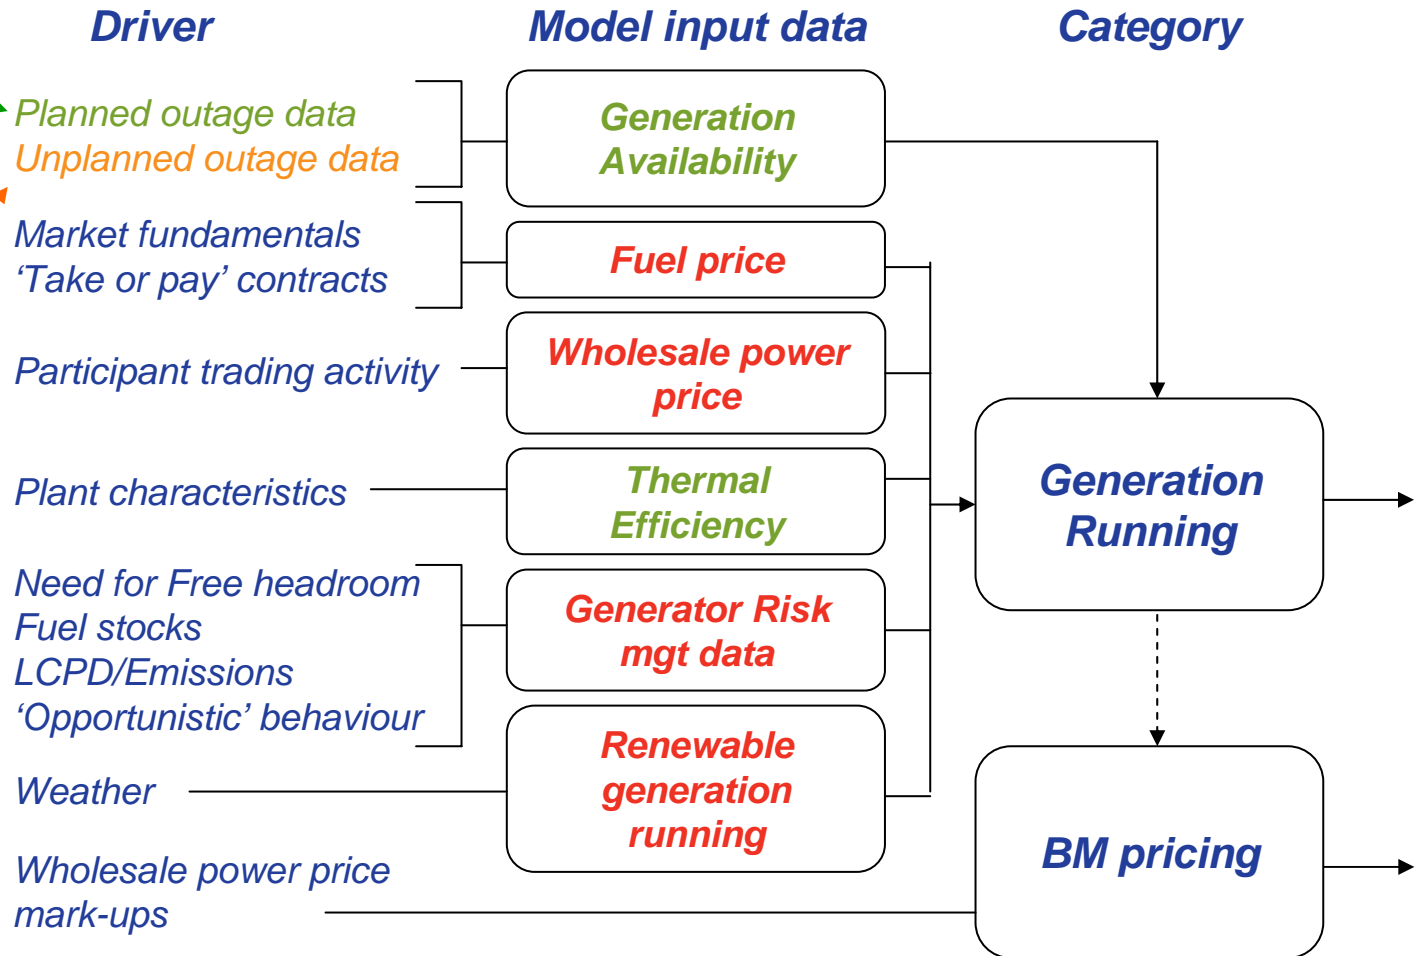 Driver
Model input data
Category
Planned outage data
Unplanned outage data
Generation
Availability
Market fundamentals
‘Take or pay’ contracts
Fuel price
Participant trading activity
Wholesale power
price
Plant characteristics
Thermal
Efficiency
Generation
Running
Need for Free headroom
Fuel stocks
LCPD/Emissions
‘Opportunistic’ behaviour
Generator Risk
mgt data
Weather
Renewable
generation
running
Wholesale power price
mark-ups
BM pricing